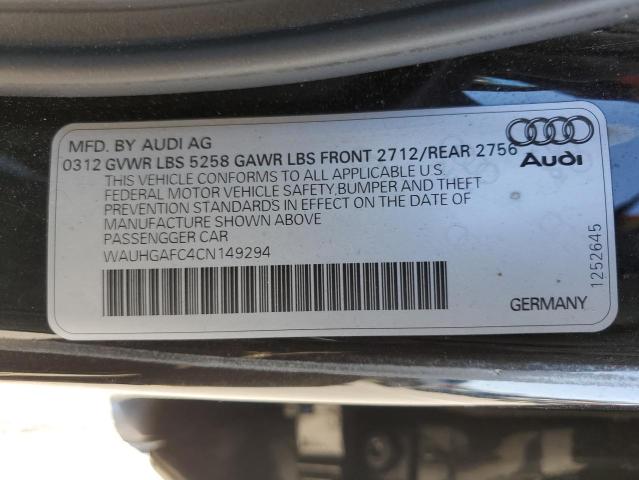 MFD. BY AUDI AG
0312 GVWR LBS 5258 GAWR LBS FRONT 2712/REAR 2756
Audi
THIS VEHICLE CONFORMS TO ALL APPLICABLE U.S.
FEDERAL MOTOR VEHICLE SAFETY,BUMPER AND THEFT
PREVENTION STANDARDS IN EFFECT ON THE DATE OF
MANUFACTURE SHOWN ABOVE
PASSENGGER CAR
WAUHGAFC4CN149294
1252645
GERMANY